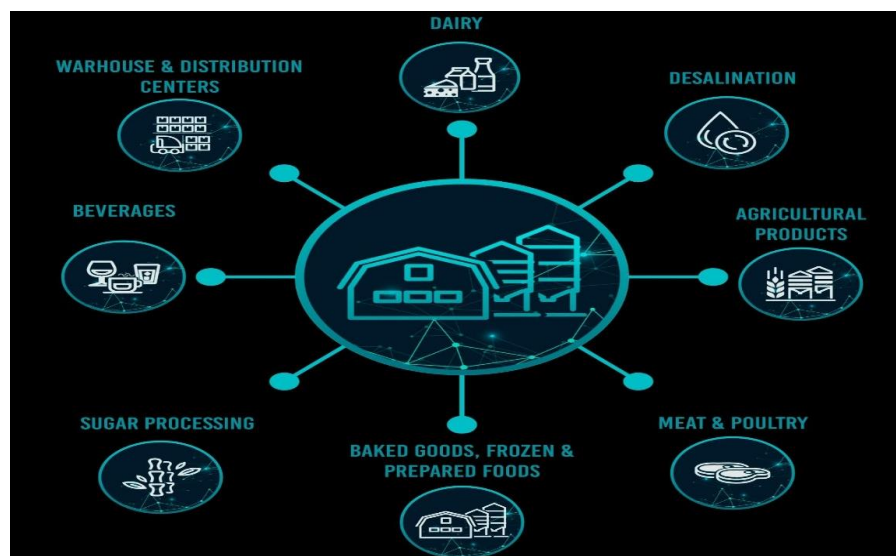 DAIRY
WARHOUSE & DISTRIBUTION
CENTERS
DESALINATION
BEVERAGES
AGRICULTURAL
PRODUCTS
SUGAR PROCESSING
BAKED GOODS, FROZEN &
PREPARED FOODS
MEAT & POULTRY